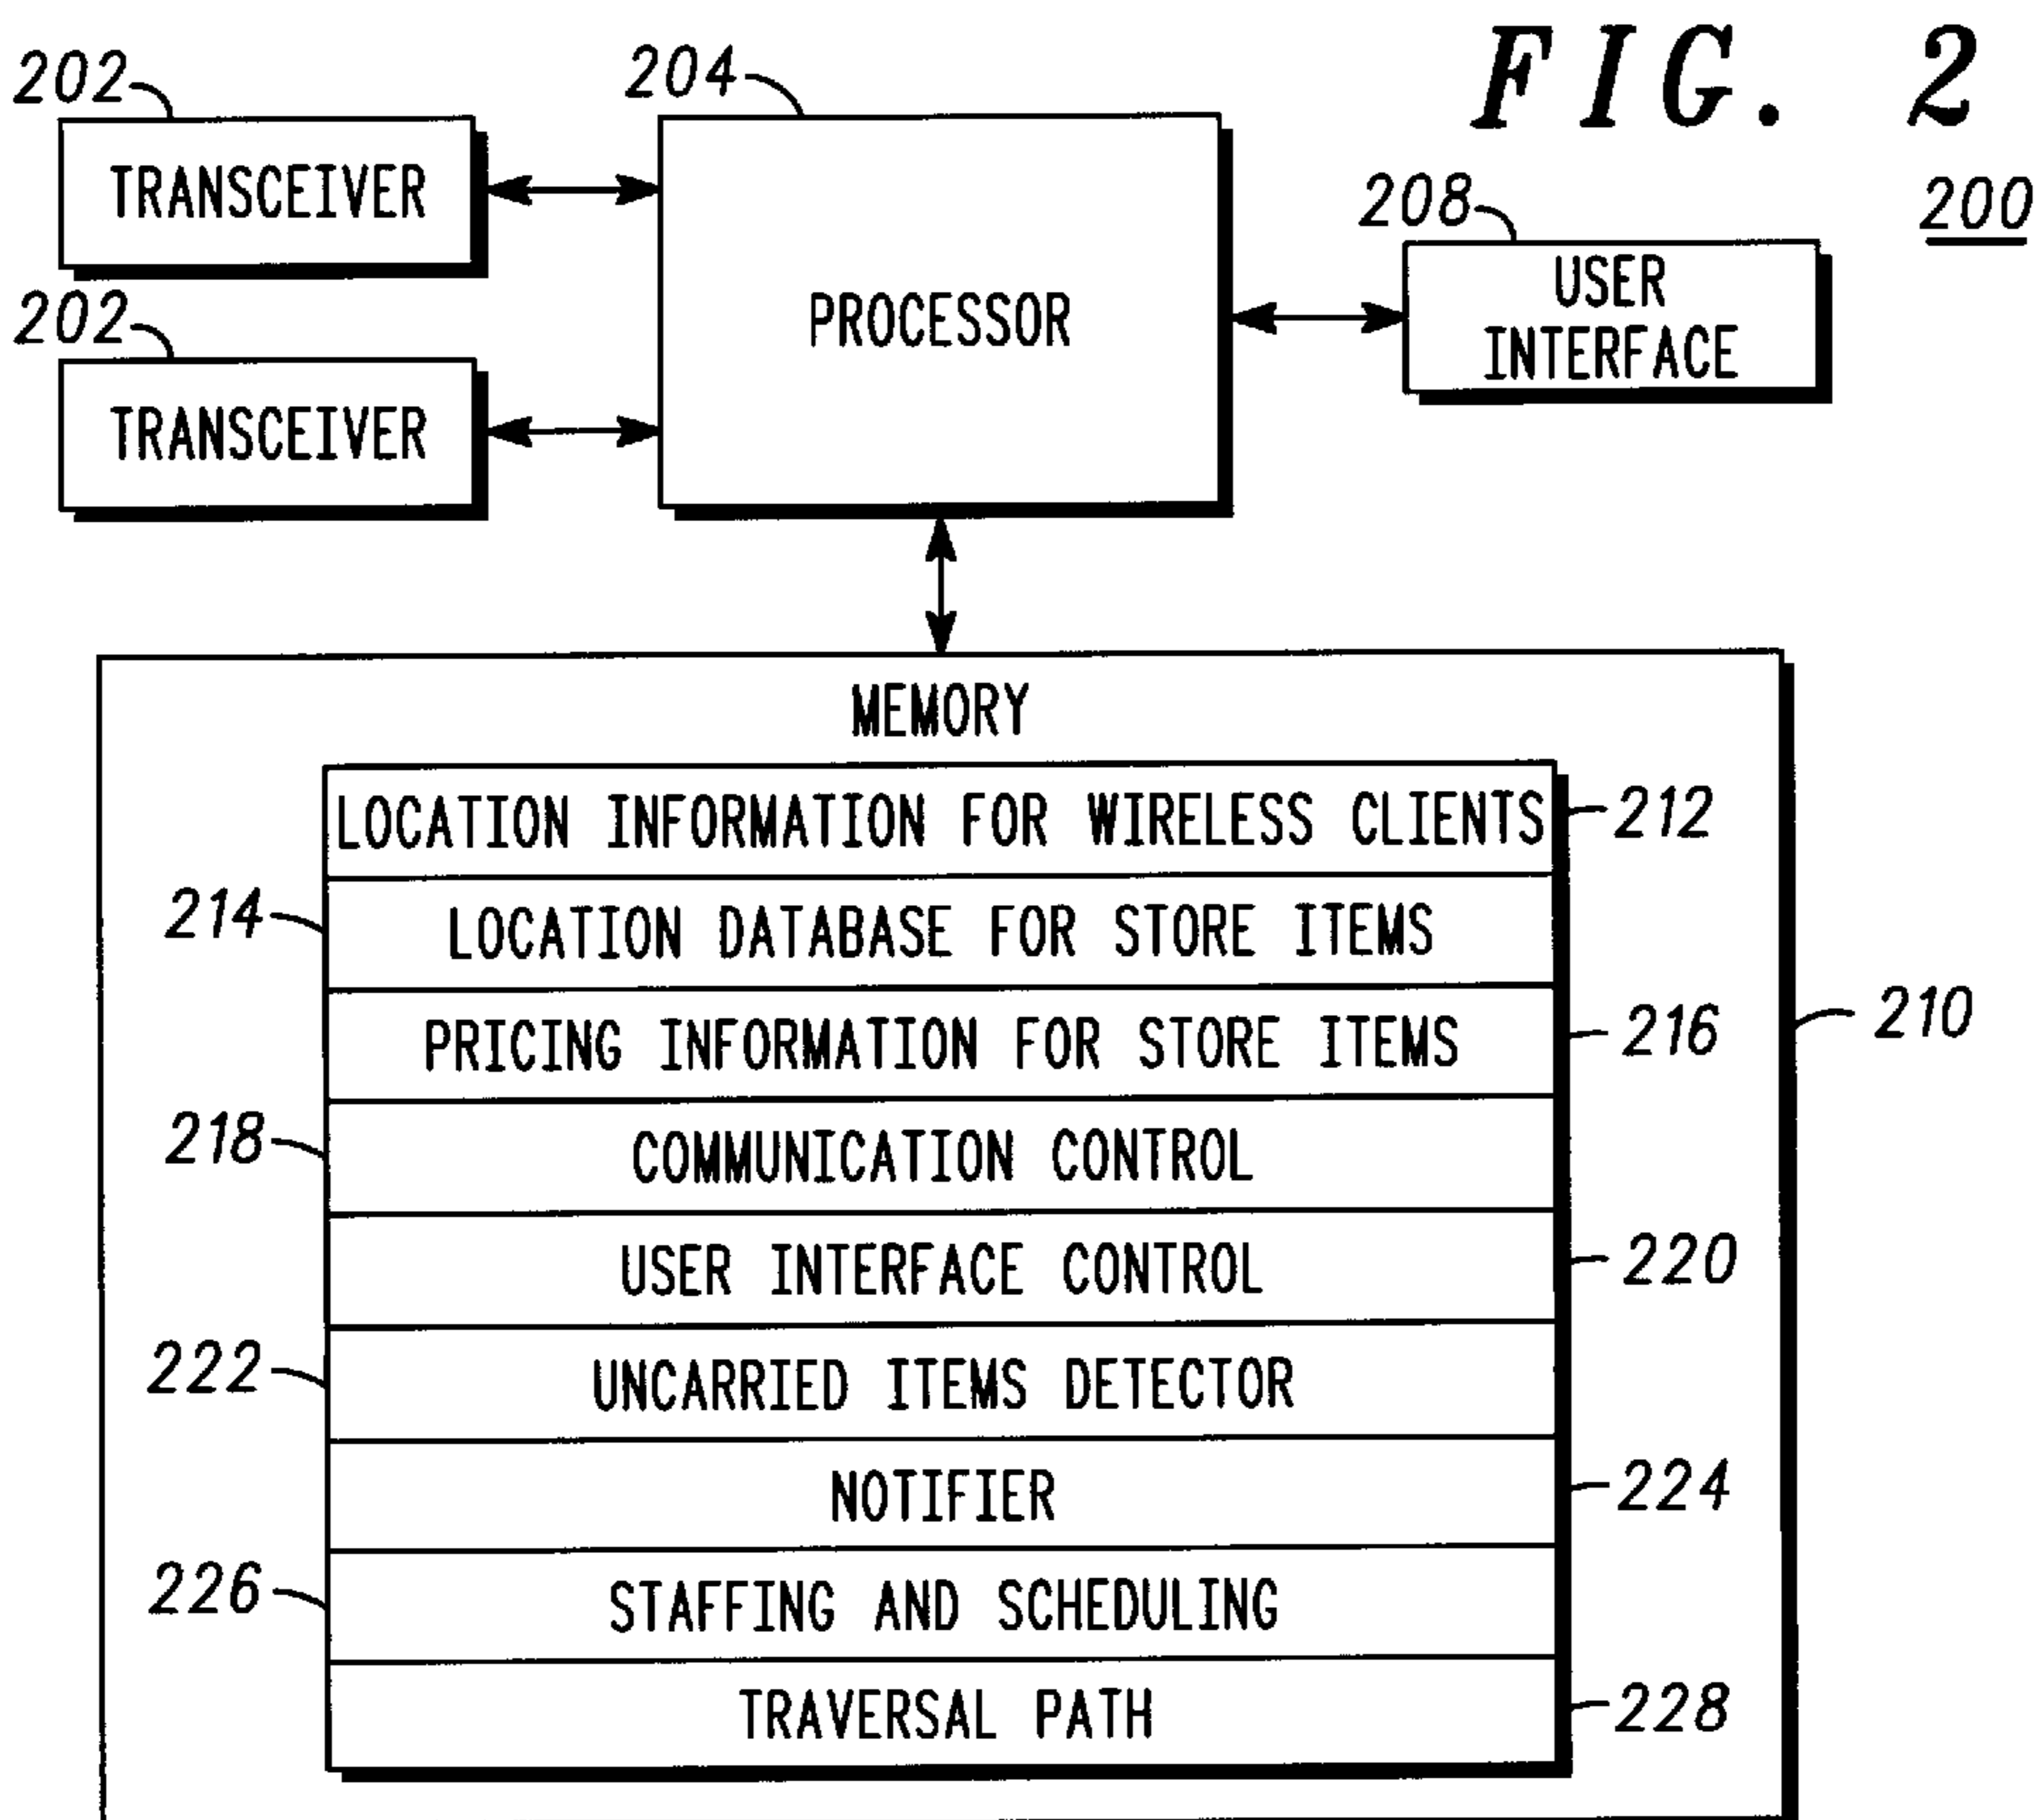 FIG. 2
200
202
TRANSCEIVER
202
TRANSCEIVER
204
PROCESSOR
208
USER
INTERFACE
MEMORY
210
LOCATION INFORMATION FOR WIRELESS CLIENTS
212
214
LOCATION DATABASE FOR STORE ITEMS
PRICING INFORMATION FOR STORE ITEMS
216
218
COMMUNICATION CONTROL
USER INTERFACE CONTROL
220
222
UNCARRIED ITEMS DETECTOR
NOTIFIER
224
226
STAFFING AND SCHEDULING
TRAVERSAL PATH
228